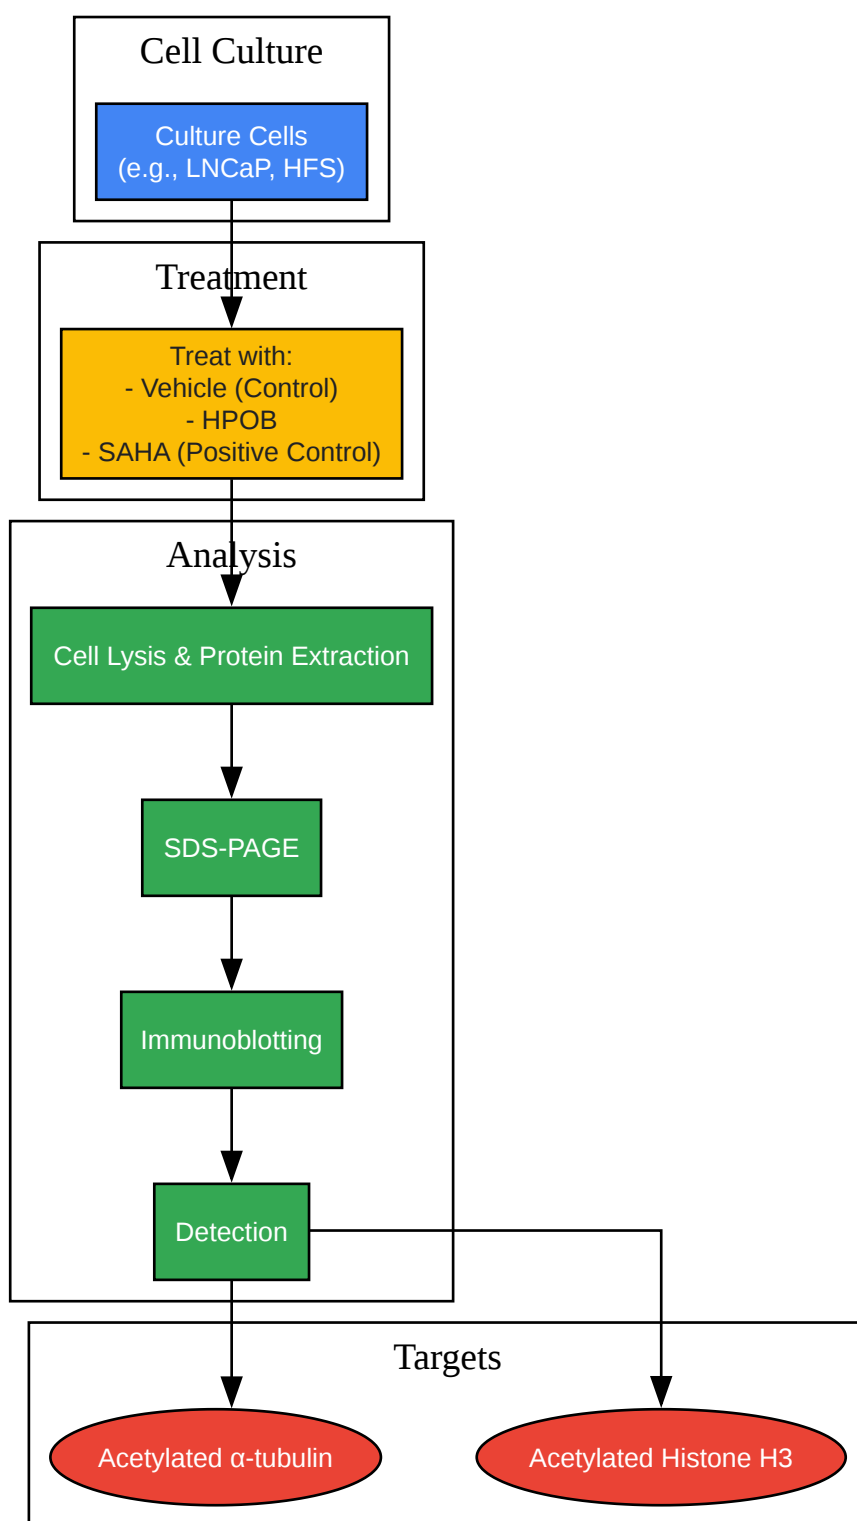 Cell Culture
Culture Cells
(e.g., LNCaP, HFS)
Treatment
Treat with:
- Vehicle (Control)
- HPOB
- SAHA (Positive Control)
Analysis
Cell Lysis & Protein Extraction
SDS-PAGE
Immunoblotting
Detection
Targets
Acetylated α-tubulin
Acetylated Histone H3